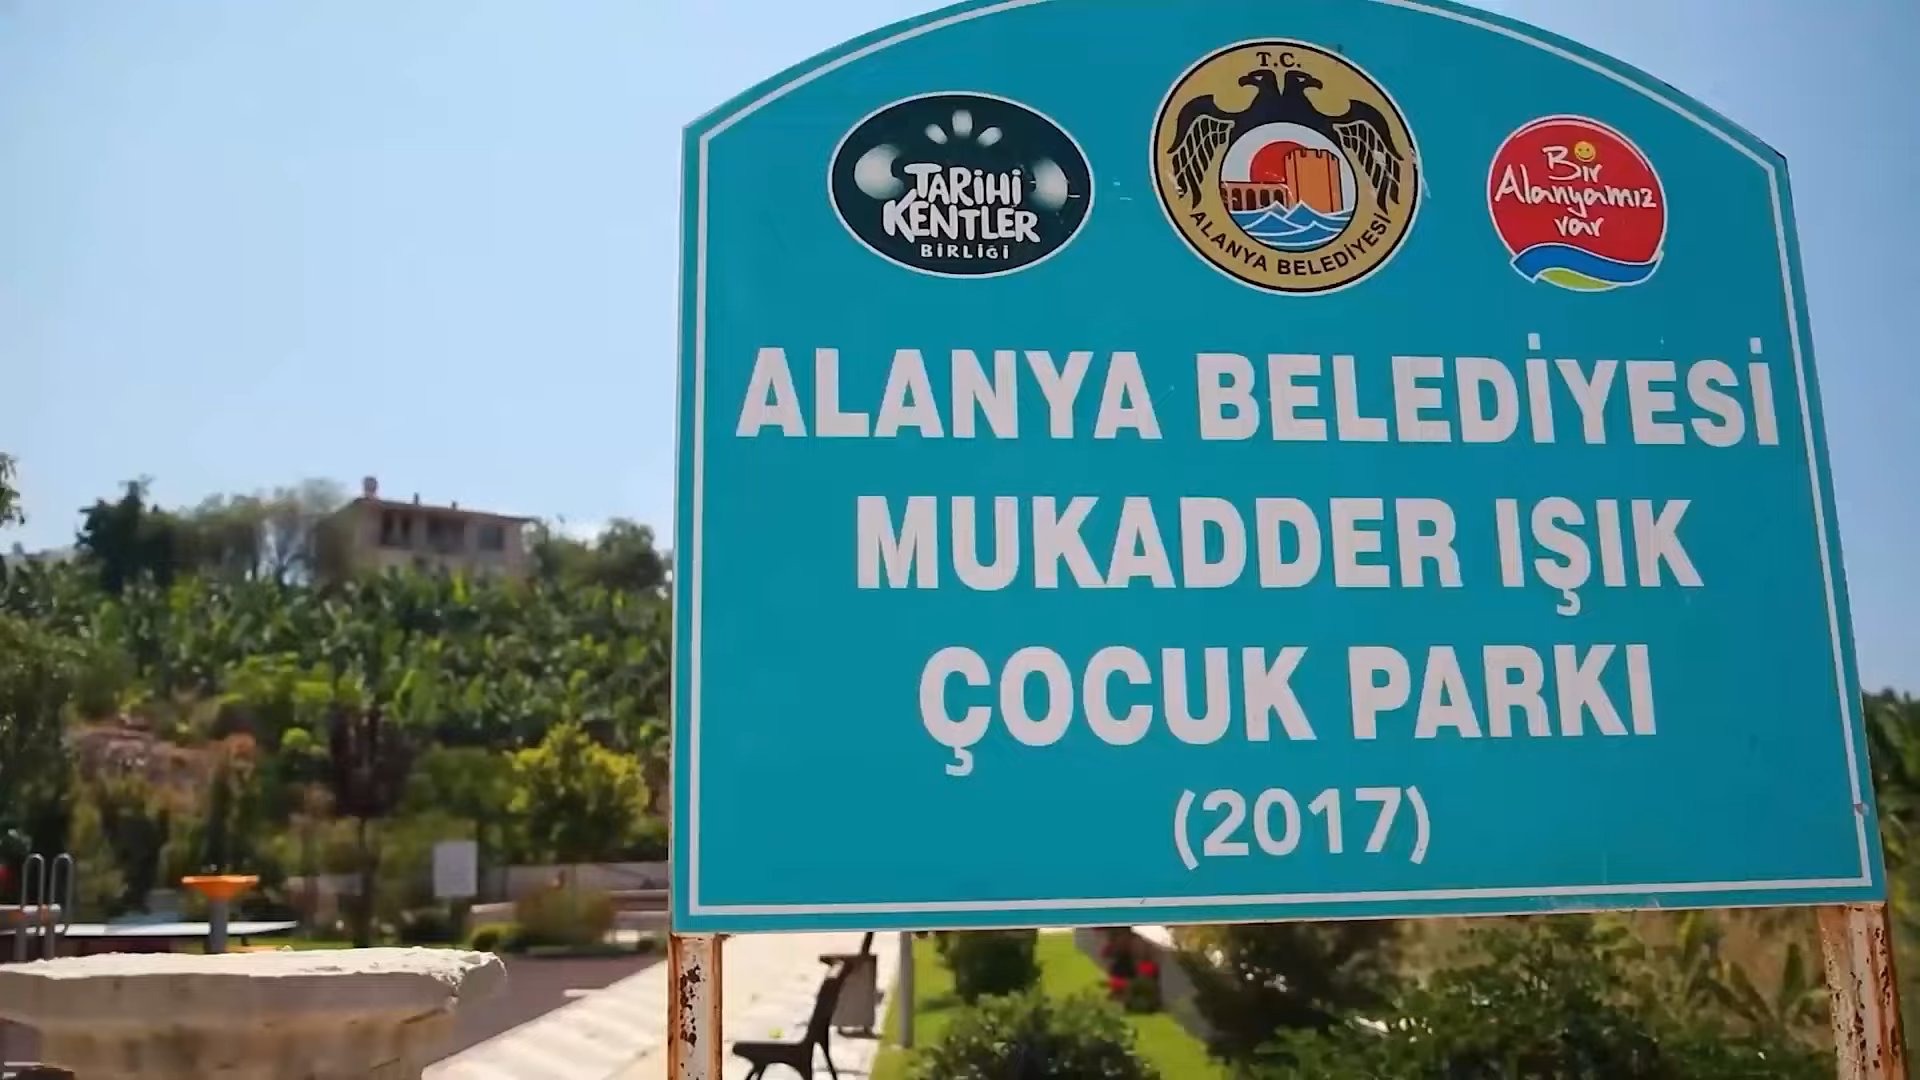 TARİHİ
KENTLER
BİRLİĞİ
T.C.
ALANYA BELEDİYESİ
Bir
Alanyamız
var
ALANYA BELEDİYESİ
MUKADDER IŞIK
ÇOCUK PARKI
(2017)